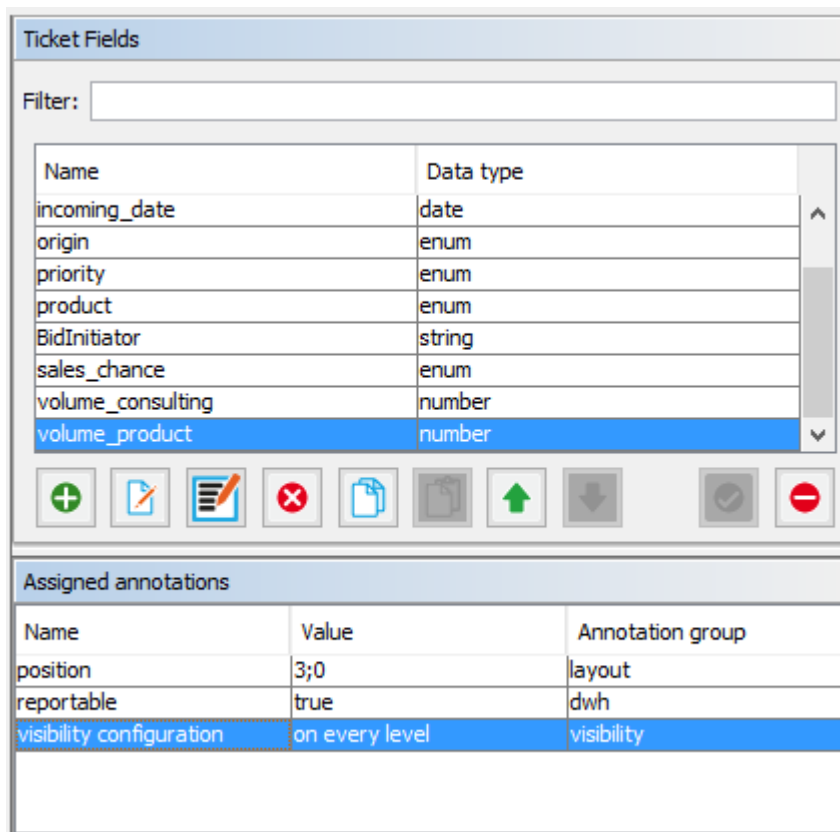 Ticket Fields
Filter:
Name Data type
incoming_date date
origin enum
priority enum
product enum
BidInitiator string
sales_chance enum
volume_consulting number
volume_product number
Assigned annotations
Name Value Annotation group
position 3;0 layout
reportable true dwh
visibility configuration on every level visibility